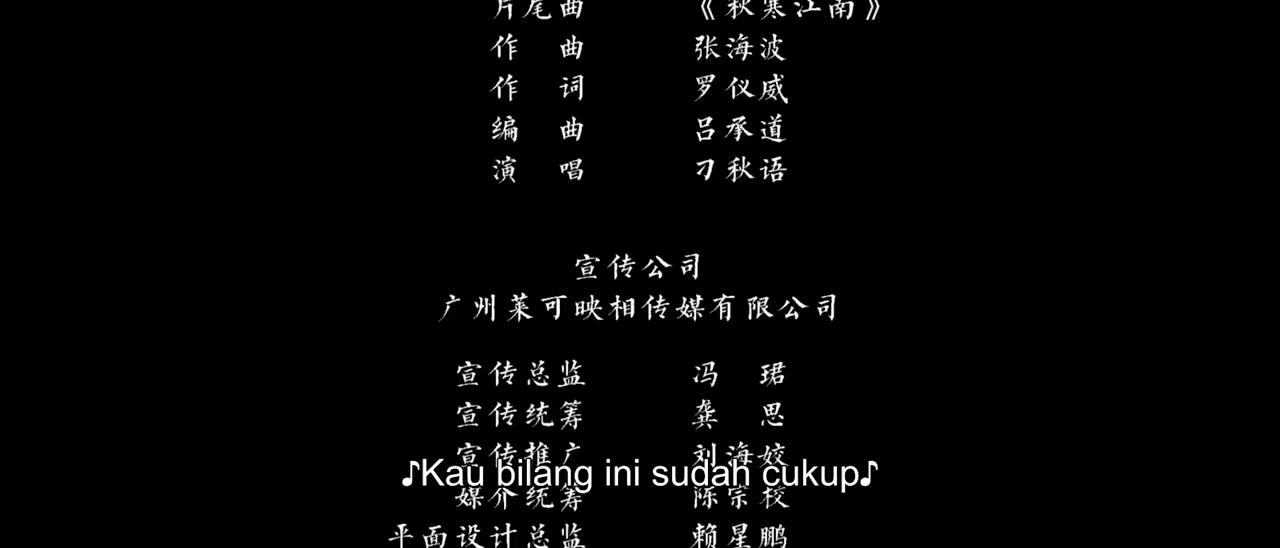 片尾曲 《秋寒江南》
作曲 张海波
作词 罗仪威
编曲 吕承道
演唱 刁秋语
宣传公司
广州莱可映相传媒有限公司
宣传总监 冯珺
宣传统筹 龚思
宣传推广 刘海姣
♪Kau bilang ini sudah cukup♪
媒介统筹 陈宗校
平面设计总监 赖星鹏